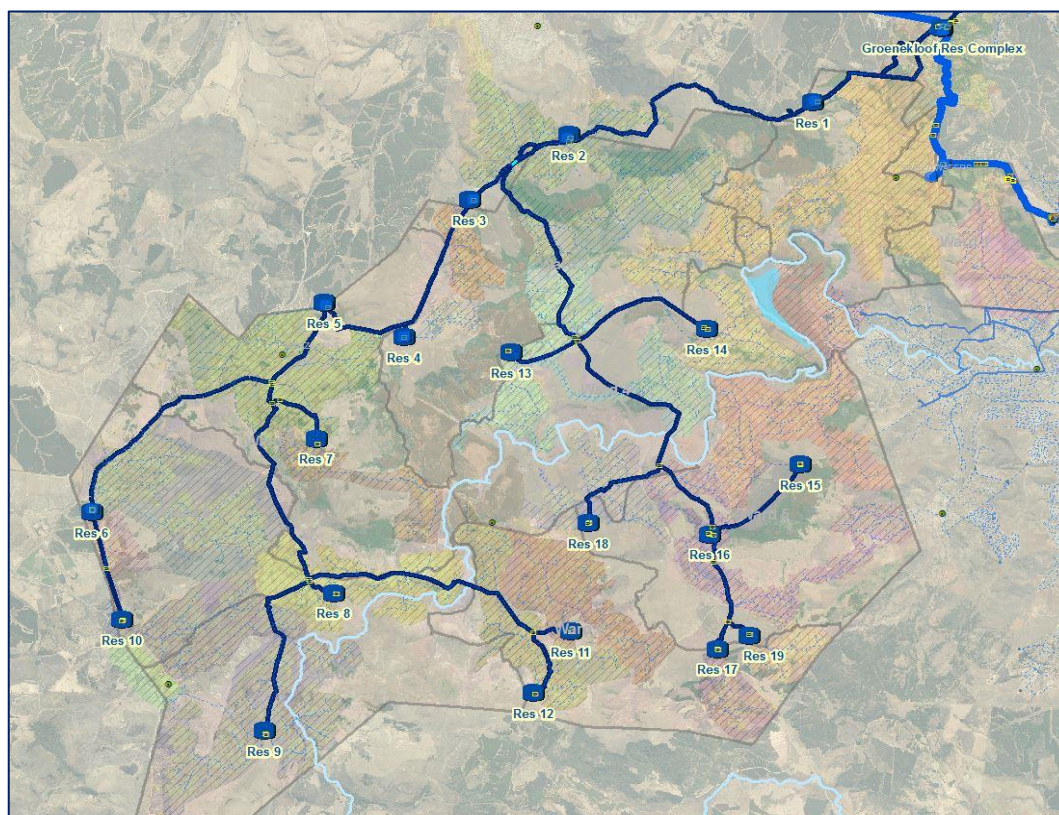 Groenekloof Res Complex
Res 1
Res 2
Res 3
Res 5
Res 4
Res 14
Res 13
Res 7
Res 15
Res 6
Res 18
Res 16
Res 8
Res 10
Res 11
Res 19
Res 17
Res 12
Res 9